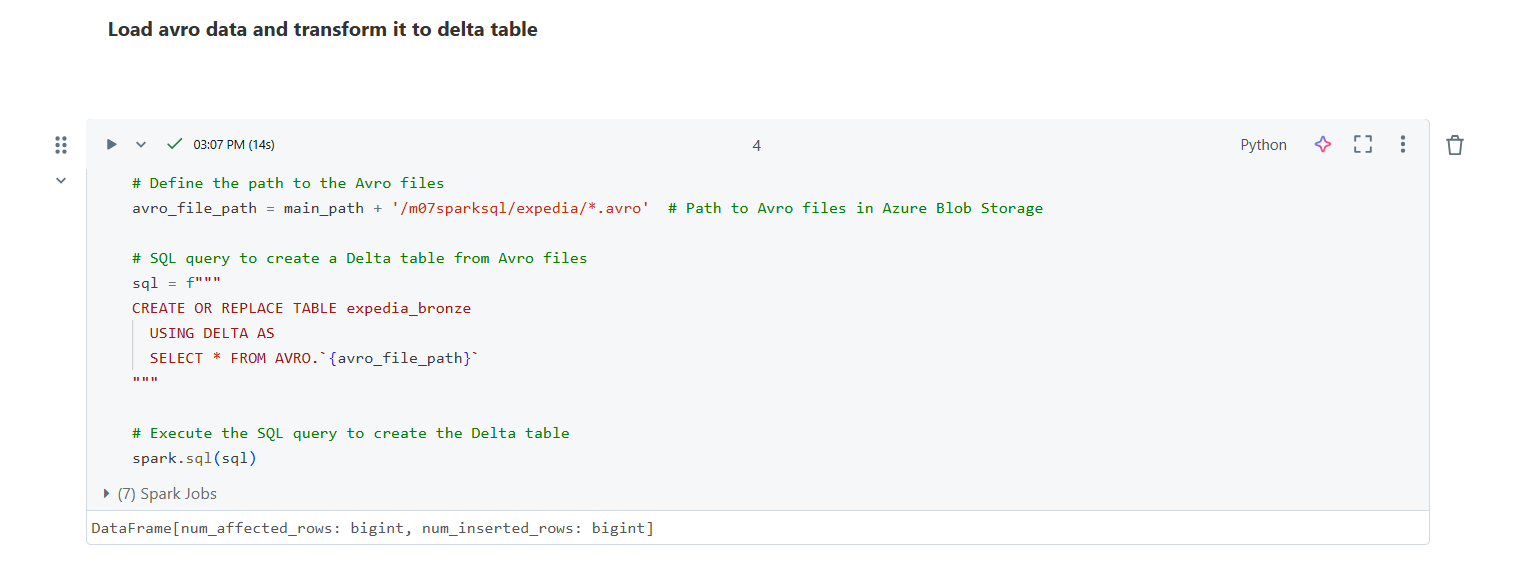 Load avro data and transform it to delta table
03:07 PM (14s)
4
Python
# Define the path to the Avro files
avro_file_path = main_path + '/m07sparksql/expedia/*.avro'  # Path to Avro files in Azure Blob Storage
# SQL query to create a Delta table from Avro files
sql = f"""
CREATE OR REPLACE TABLE expedia_bronze
  USING DELTA AS
  SELECT * FROM AVRO.`{avro_file_path}`
"""
# Execute the SQL query to create the Delta table
spark.sql(sql)
(7) Spark Jobs
DataFrame[num_affected_rows: bigint, num_inserted_rows: bigint]